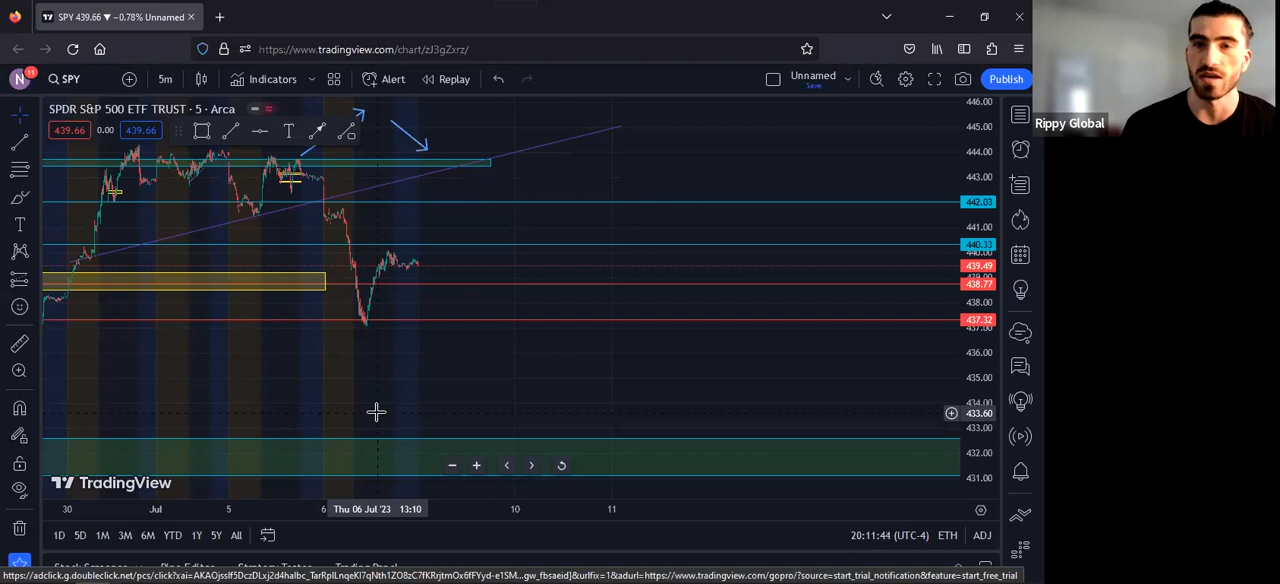 SPY 439.66 ▼ −0.78% Unnamed
https://www.tradingview.com/chart/zJ3gZxrz/
N 11 SPY 5m Indicators Alert Replay Unnamed Save Publish
SPDR S&P 500 ETF TRUST · 5 · Arca
439.66 0.00 439.66
Rippy Global
446.00
445.00
444.00
443.00
442.03
441.00
440.33
439.49
438.77
438.00
437.32
437.00
436.00
435.00
434.00
433.60
433.00
432.00
431.00
TradingView
30 Jul 5 6 Thu 06 Jul '23 13:10 10 11
1D 5D 1M 3M 6M YTD 1Y 5Y All 20:11:44 (UTC-4) ETH ADJ